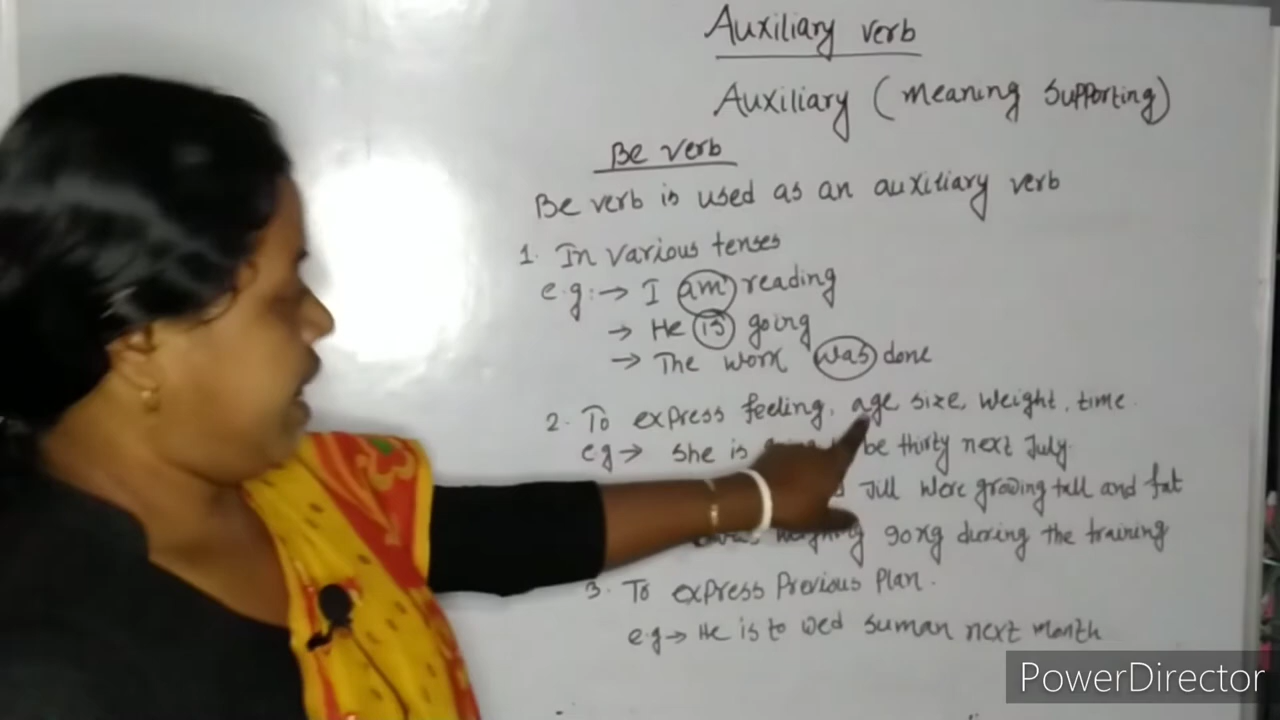 Auxiliary verb
Auxiliary (meaning supporting)
Be verb
Be verb is used as an auxiliary verb
1. In various tenses
e.g:→ I am reading
→ He is going
→ The work was done
2. To express feeling, age size, weight, time.
eg→ She is be thirty next July.
Jill were growing tall and fat
weighing 90kg during the training
3. To express Previous Plan.
e.g→ He is to wed suman next month
PowerDirector